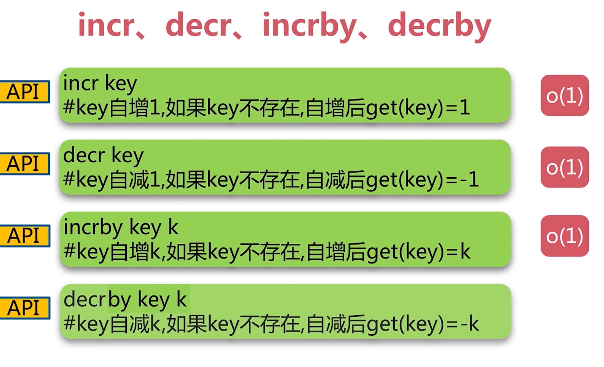 incr、decr、incrby、decrby
API
incr key
#key自增1,如果key不存在,自增后get(key)=1
o(1)
API
decr key
#key自减1,如果key不存在,自减后get(key)=-1
o(1)
API
incrby key k
#key自增k,如果key不存在,自增后get(key)=k
o(1)
API
decrby key k
#key自减k,如果key不存在,自减后get(key)=-k